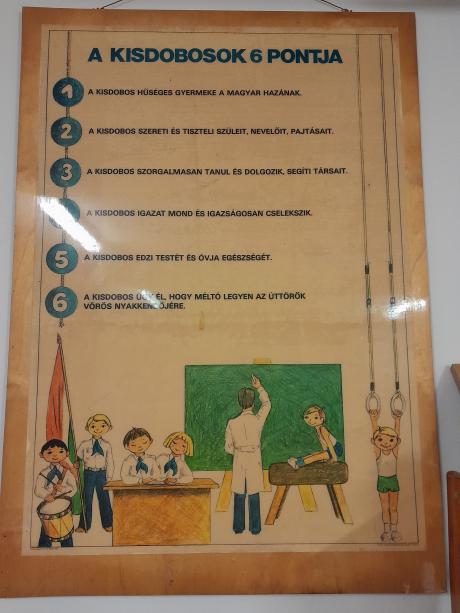 A KISDOBOSOK 6 PONTJA
1 A KISDOBOS HŰSÉGES GYERMEKE A MAGYAR HAZÁNAK.
2 A KISDOBOS SZERETI ÉS TISZTELI SZÜLEIT, NEVELŐIT, PAJTÁSAIT.
3 A KISDOBOS SZORGALMASAN TANUL ÉS DOLGOZIK, SEGÍTI TÁRSAIT.
A KISDOBOS IGAZAT MOND ÉS IGAZSÁGOSAN CSELEKSZIK.
5 A KISDOBOS EDZI TESTÉT ÉS ÓVJA EGÉSZSÉGÉT.
6 A KISDOBOS ÚGY ÉL, HOGY MÉLTÓ LEGYEN AZ ÚTTÖRŐK
VÖRÖS NYAKKENDŐJÉRE.